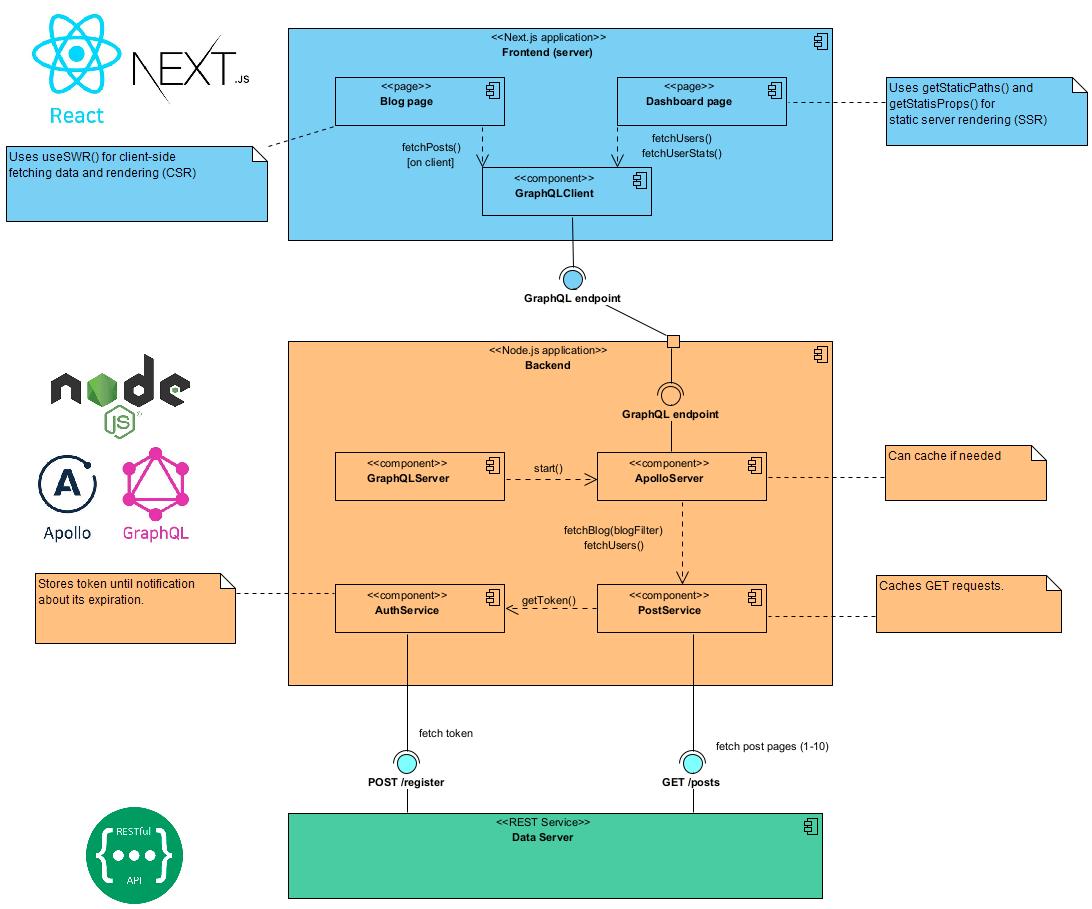 <<Next.js application>>
Frontend (server)
React
NEXT.JS
<<page>>
Blog page
<<page>>
Dashboard page
Uses getStaticPaths() and
getStatisProps() for
static server rendering (SSR)
Uses useSWR() for client-side
fetching data and rendering (CSR)
fetchPosts()
[on client]
fetchUsers()
fetchUserStats()
<<component>>
GraphQLClient
GraphQL endpoint
<<Node.js application>>
Backend
node
JS
GraphQL endpoint
<<component>>
GraphQLServer
start()
<<component>>
ApolloServer
Can cache if needed
A
Apollo
GraphQL
fetchBlog(blogFilter)
fetchUsers()
Stores token until notification
about its expiration.
<<component>>
AuthService
getToken()
<<component>>
PostService
Caches GET requests.
fetch token
fetch post pages (1-10)
POST /register
GET /posts
<<REST Service>>
Data Server
RESTful
{•••}
API